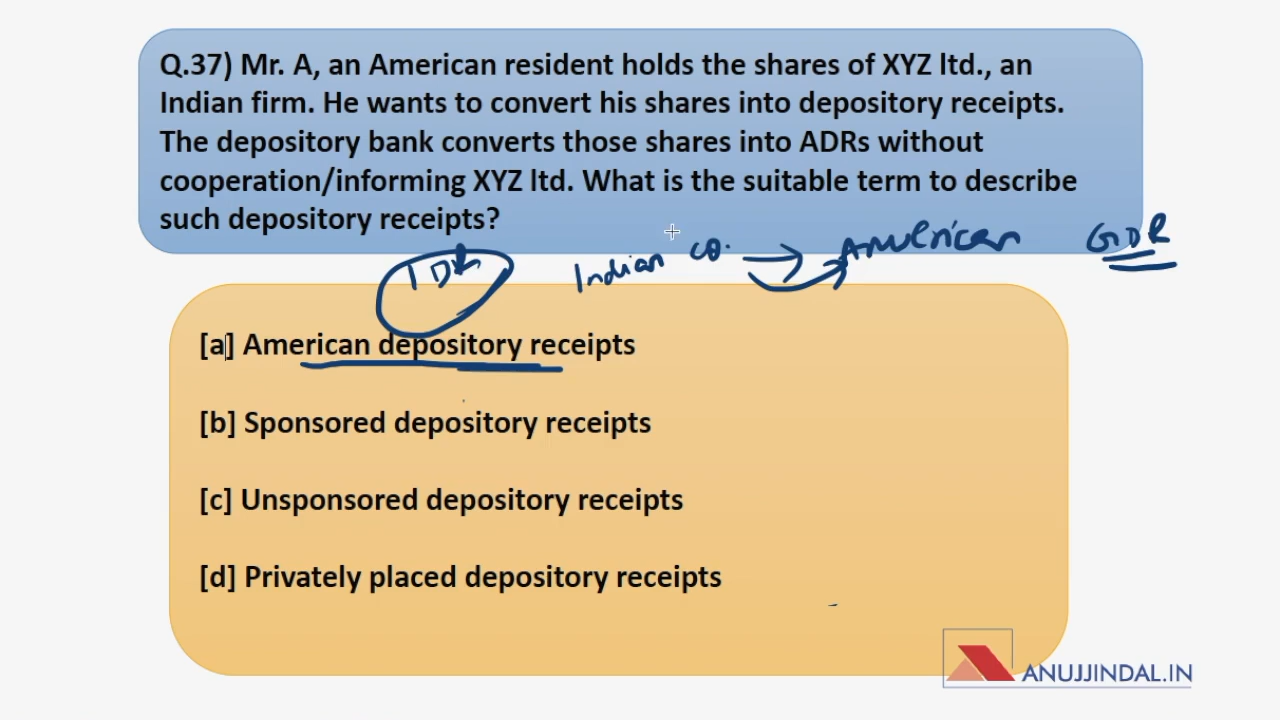 Q.37) Mr. A, an American resident holds the shares of XYZ ltd., an
Indian firm. He wants to convert his shares into depository receipts.
The depository bank converts those shares into ADRs without
cooperation/informing XYZ ltd. What is the suitable term to describe
such depository receipts?
IDR
Indian co. American
GDR
[a] American depository receipts
[b] Sponsored depository receipts
[c] Unsponsored depository receipts
[d] Privately placed depository receipts
ANUJJINDAL.IN